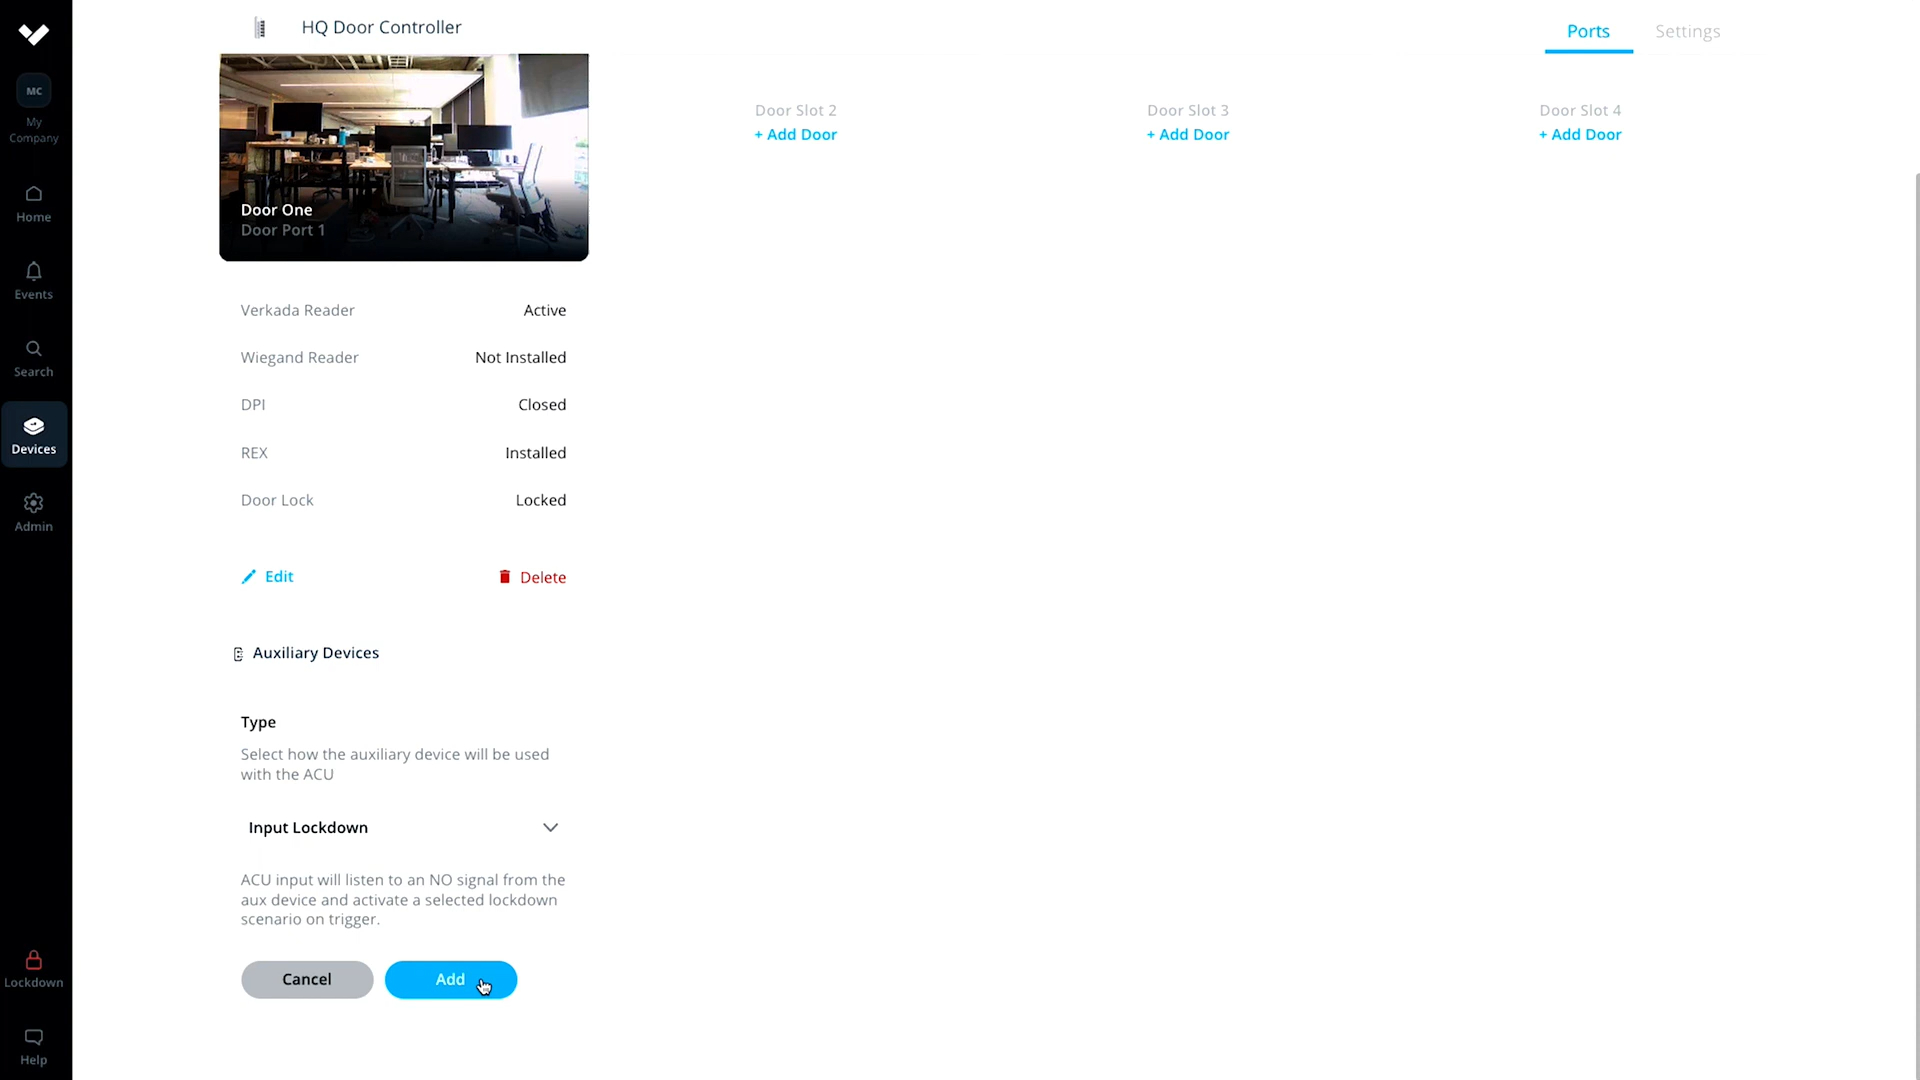 HQ Door Controller
Ports
Settings
MC
My
Company
Home
Events
Search
Devices
Admin
Lockdown
Help
Door One
Door Port 1
Door Slot 2
+ Add Door
Door Slot 3
+ Add Door
Door Slot 4
+ Add Door
Verkada Reader Active
Wiegand Reader Not Installed
DPI Closed
REX Installed
Door Lock Locked
Edit Delete
Auxiliary Devices
Type
Select how the auxiliary device will be used
with the ACU
Input Lockdown
ACU input will listen to an NO signal from the
aux device and activate a selected lockdown
scenario on trigger.
Cancel Add